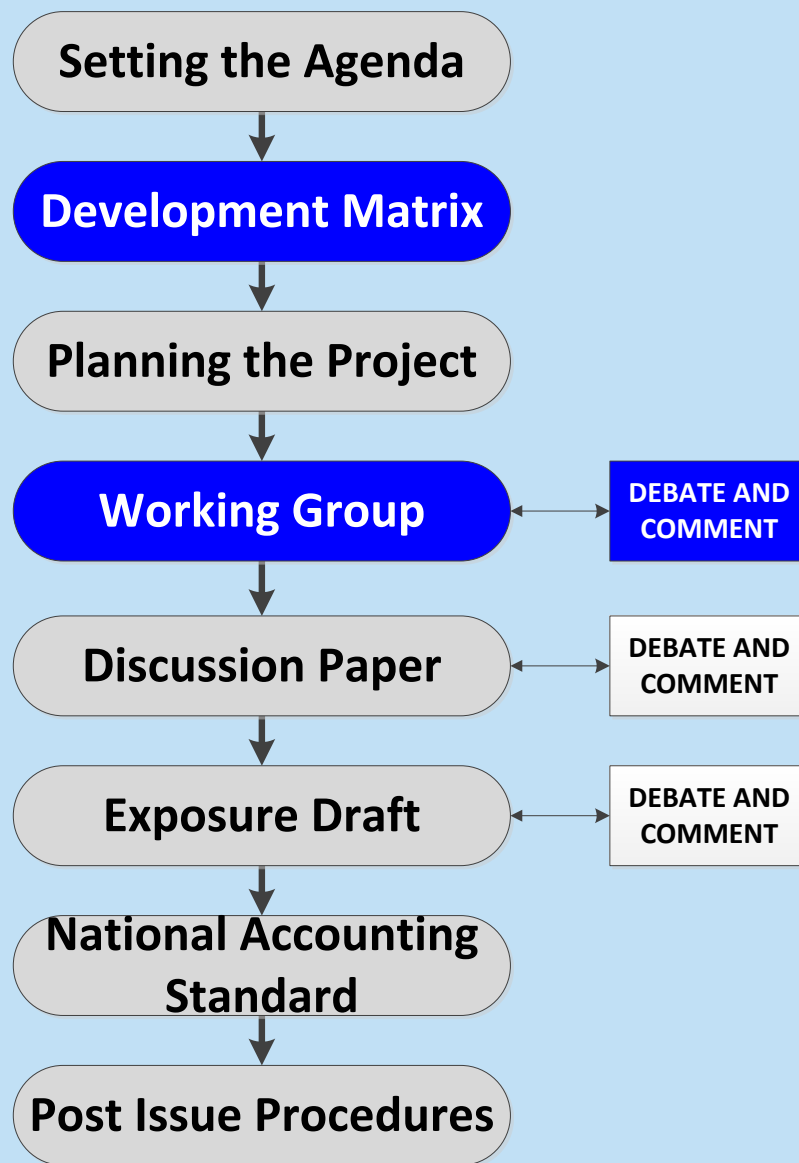 Setting the Agenda
Development Matrix
Planning the Project
Working Group
DEBATE AND
COMMENT
Discussion Paper
DEBATE AND
COMMENT
Exposure Draft
DEBATE AND
COMMENT
National Accounting
Standard
Post Issue Procedures